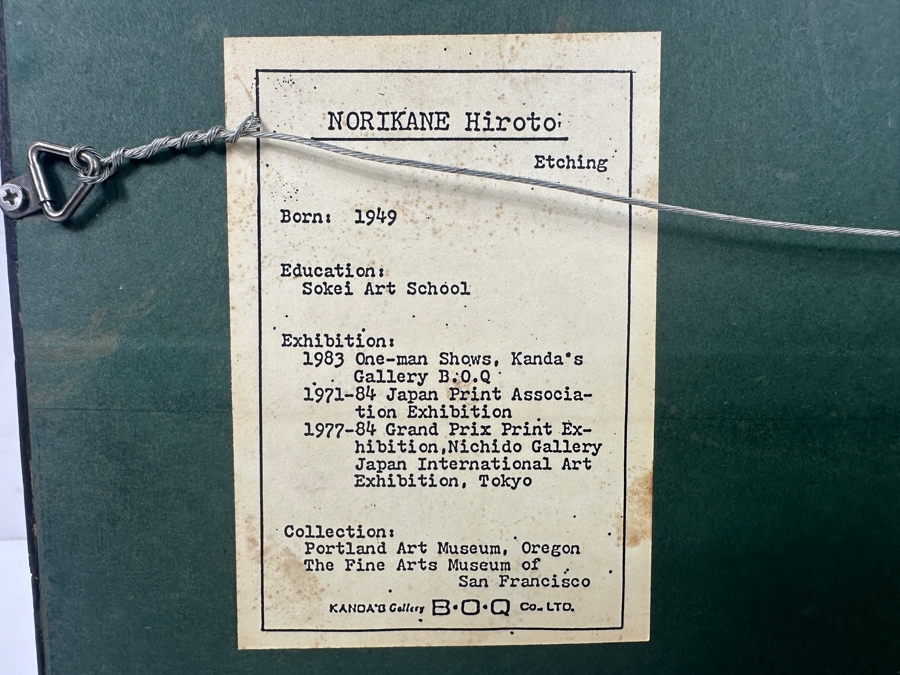 NORIKANE Hiroto
Etching
Born: 1949
Education:
Sokei Art School
Exhibition:
1983 One-man Shows, Kanda's
Gallery B.O.Q
1971-84 Japan Print Associa-
tion Exhibition
1977-84 Grand Prix Print Ex-
hibition,Nichido Gallery
Japan International Art
Exhibition, Tokyo
Collection:
Portland Art Museum, Oregon
The Fine Arts Museum of
San Francisco
KANDA'S Gallery B·O·Q Co., LTD.